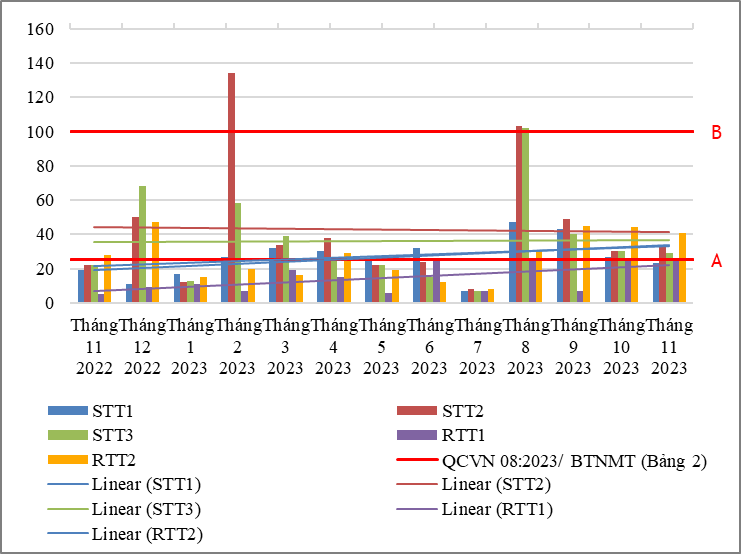 160
140
120
100
80
60
40
20
0
B
A
Tháng Tháng Tháng Tháng Tháng Tháng Tháng Tháng Tháng Tháng Tháng Tháng Tháng
11 12 1 2 3 4 5 6 7 8 9 10 11
2022 2022 2023 2023 2023 2023 2023 2023 2023 2023 2023 2023 2023
STT1 STT2
STT3 RTT1
RTT2 QCVN 08:2023/ BTNMT (Bảng 2)
Linear (STT1) Linear (STT2)
Linear (STT3) Linear (RTT1)
Linear (RTT2)